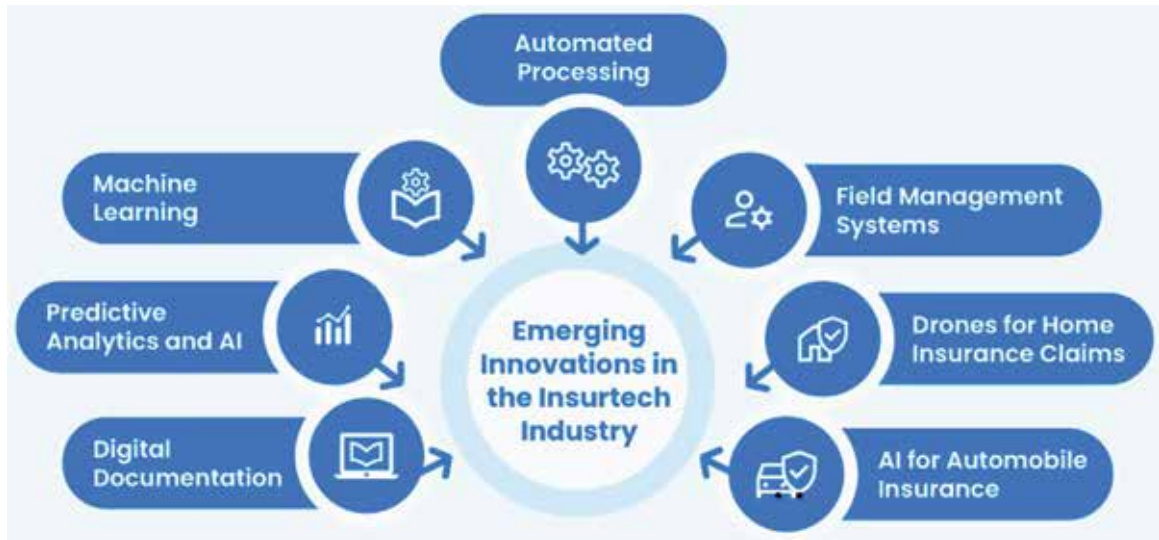 Automated
Processing
Machine
Learning
Field Management
Systems
Predictive
Analytics and AI
Emerging
Innovations in
the Insurtech
Industry
Drones for Home
Insurance Claims
Digital
Documentation
AI for Automobile
Insurance